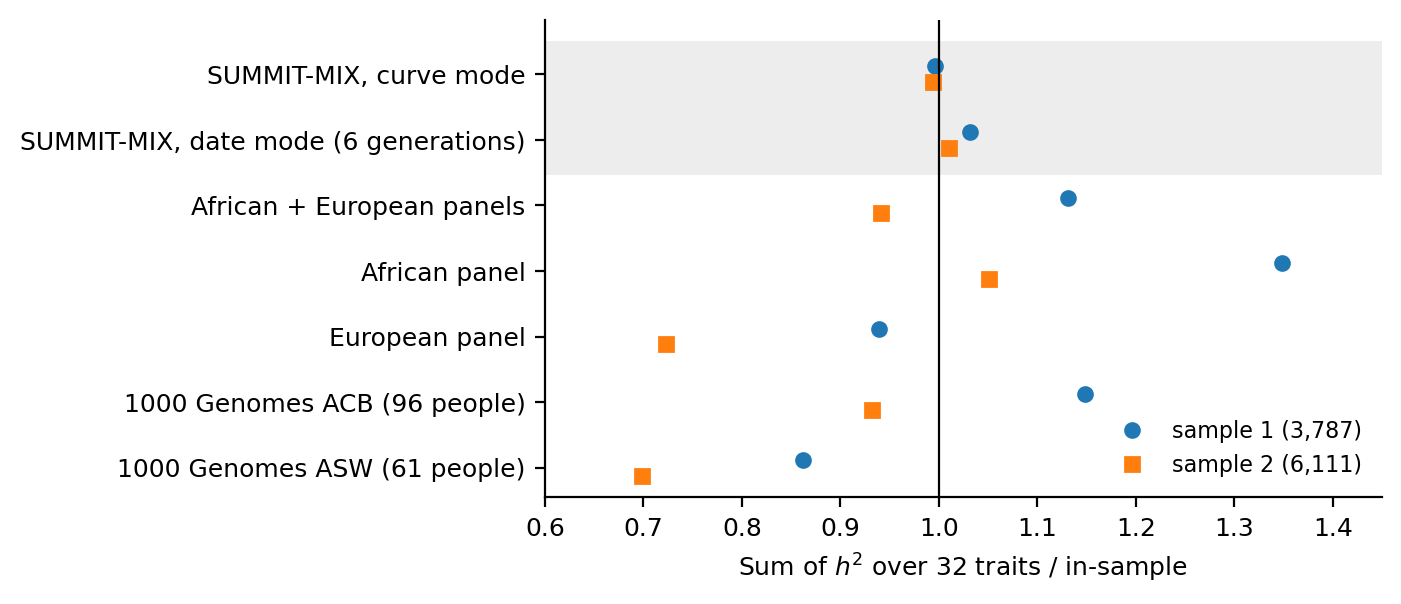 SUMMIT-MIX, curve mode
SUMMIT-MIX, date mode (6 generations)
African + European panels
African panel
European panel
1000 Genomes ACB (96 people)
1000 Genomes ASW (61 people)
sample 1 (3,787)
sample 2 (6,111)
0.6 0.7 0.8 0.9 1.0 1.1 1.2 1.3 1.4
Sum of h² over 32 traits / in-sample